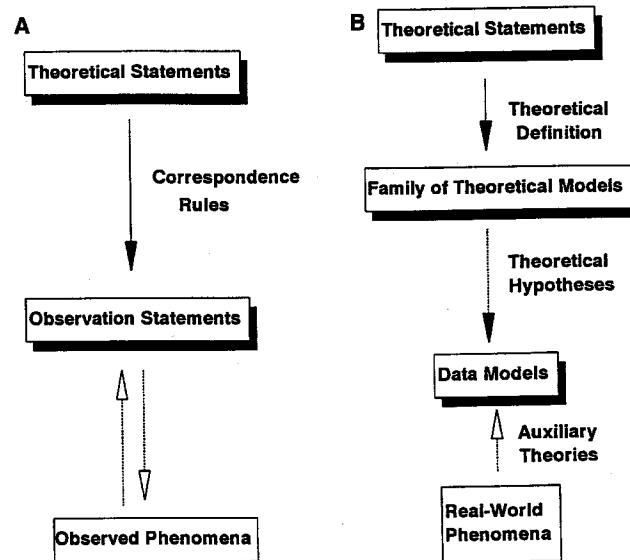 A
Theoretical Statements
Correspondence
Rules
Observation Statements
Observed Phenomena
B
Theoretical Statements
Theoretical
Definition
Family of Theoretical Models
Theoretical
Hypotheses
Data Models
Auxiliary
Theories
Real-World
Phenomena